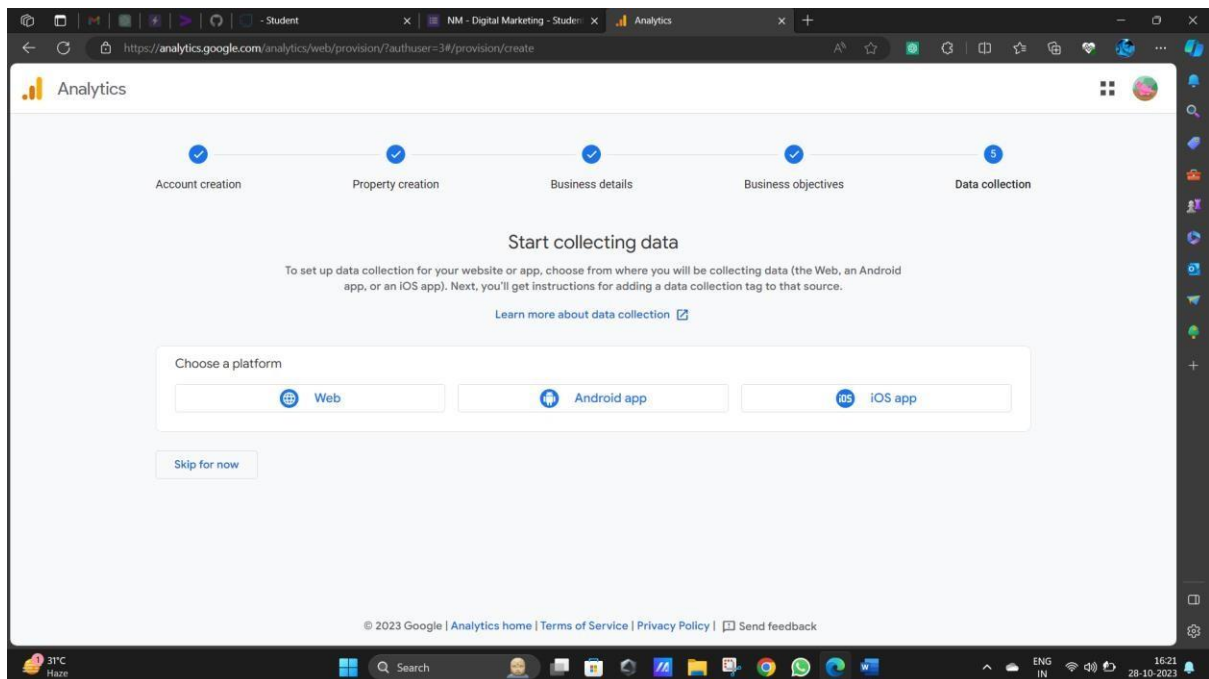 - Student
NM - Digital Marketing - Studen
Analytics
https://analytics.google.com/analytics/web/provision/?authuser=3#/provision/create
Analytics
5
Account creation
Property creation
Business details
Business objectives
Data collection
Start collecting data
To set up data collection for your website or app, choose from where you will be collecting data (the Web, an Android
app, or an iOS app). Next, you'll get instructions for adding a data collection tag to that source.
Learn more about data collection
Choose a platform
Web
Android app
iOS iOS app
Skip for now
© 2023 Google | Analytics home | Terms of Service | Privacy Policy | Send feedback
1
31°C
Haze
Search
W
ENG
IN
16:21
28-10-2023